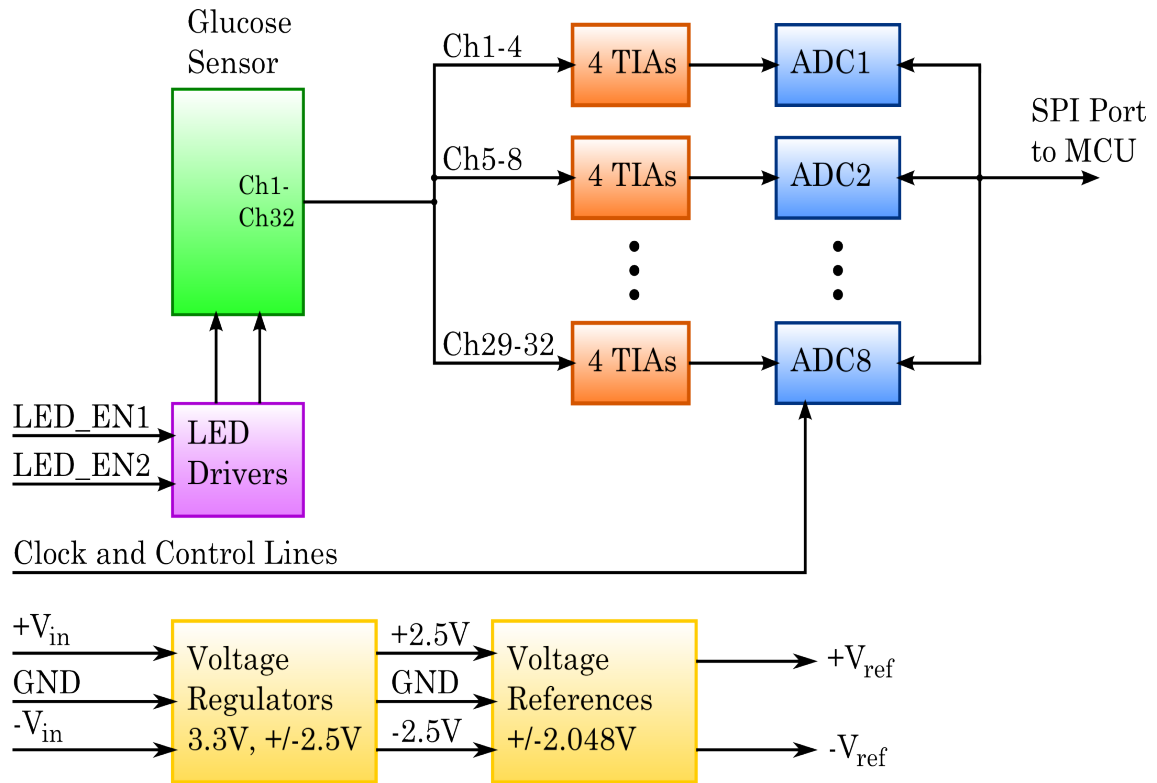 Glucose
Sensor
Ch1-
Ch32
Ch1-4
4 TIAs
ADC1
Ch5-8
4 TIAs
ADC2
SPI Port
to MCU
Ch29-32
4 TIAs
ADC8
LED_EN1
LED_EN2
LED
Drivers
Clock and Control Lines
+Vin
GND
-Vin
Voltage
Regulators
3.3V, +/-2.5V
+2.5V
GND
-2.5V
Voltage
References
+/-2.048V
+Vref
-Vref